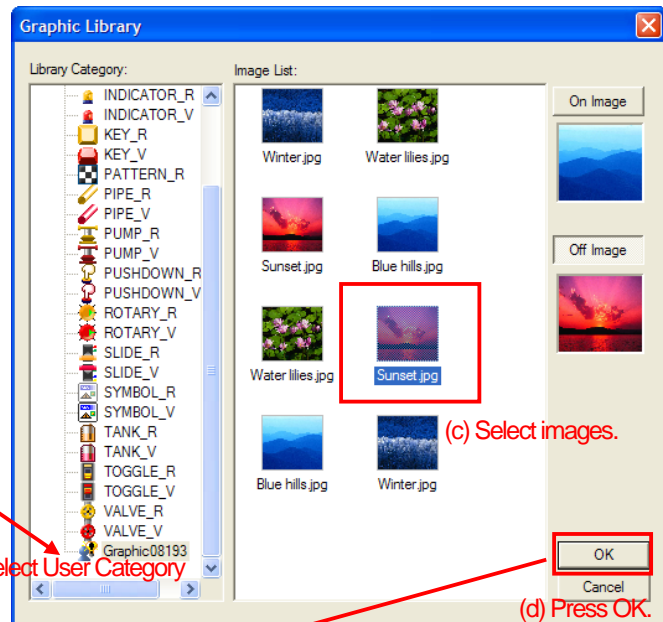 Graphic Library
Library Category:
Image List:
INDICATOR_R
INDICATOR_V
KEY_R
KEY_V
PATTERN_R
PIPE_R
PIPE_V
PUMP_R
PUMP_V
PUSHDOWN_R
PUSHDOWN_V
ROTARY_R
ROTARY_V
SLIDE_R
SLIDE_V
SYMBOL_R
SYMBOL_V
TANK_R
TANK_V
TOGGLE_R
TOGGLE_V
VALVE_R
VALVE_V
Graphic08193
elect User Category
Winter.jpg
Water lilies.jpg
Sunset.jpg
Blue hills.jpg
Water lilies.jpg
Sunset.jpg
(c) Select images.
Blue hills.jpg
Winter.jpg
On Image
Off Image
OK
Cancel
(d) Press OK.